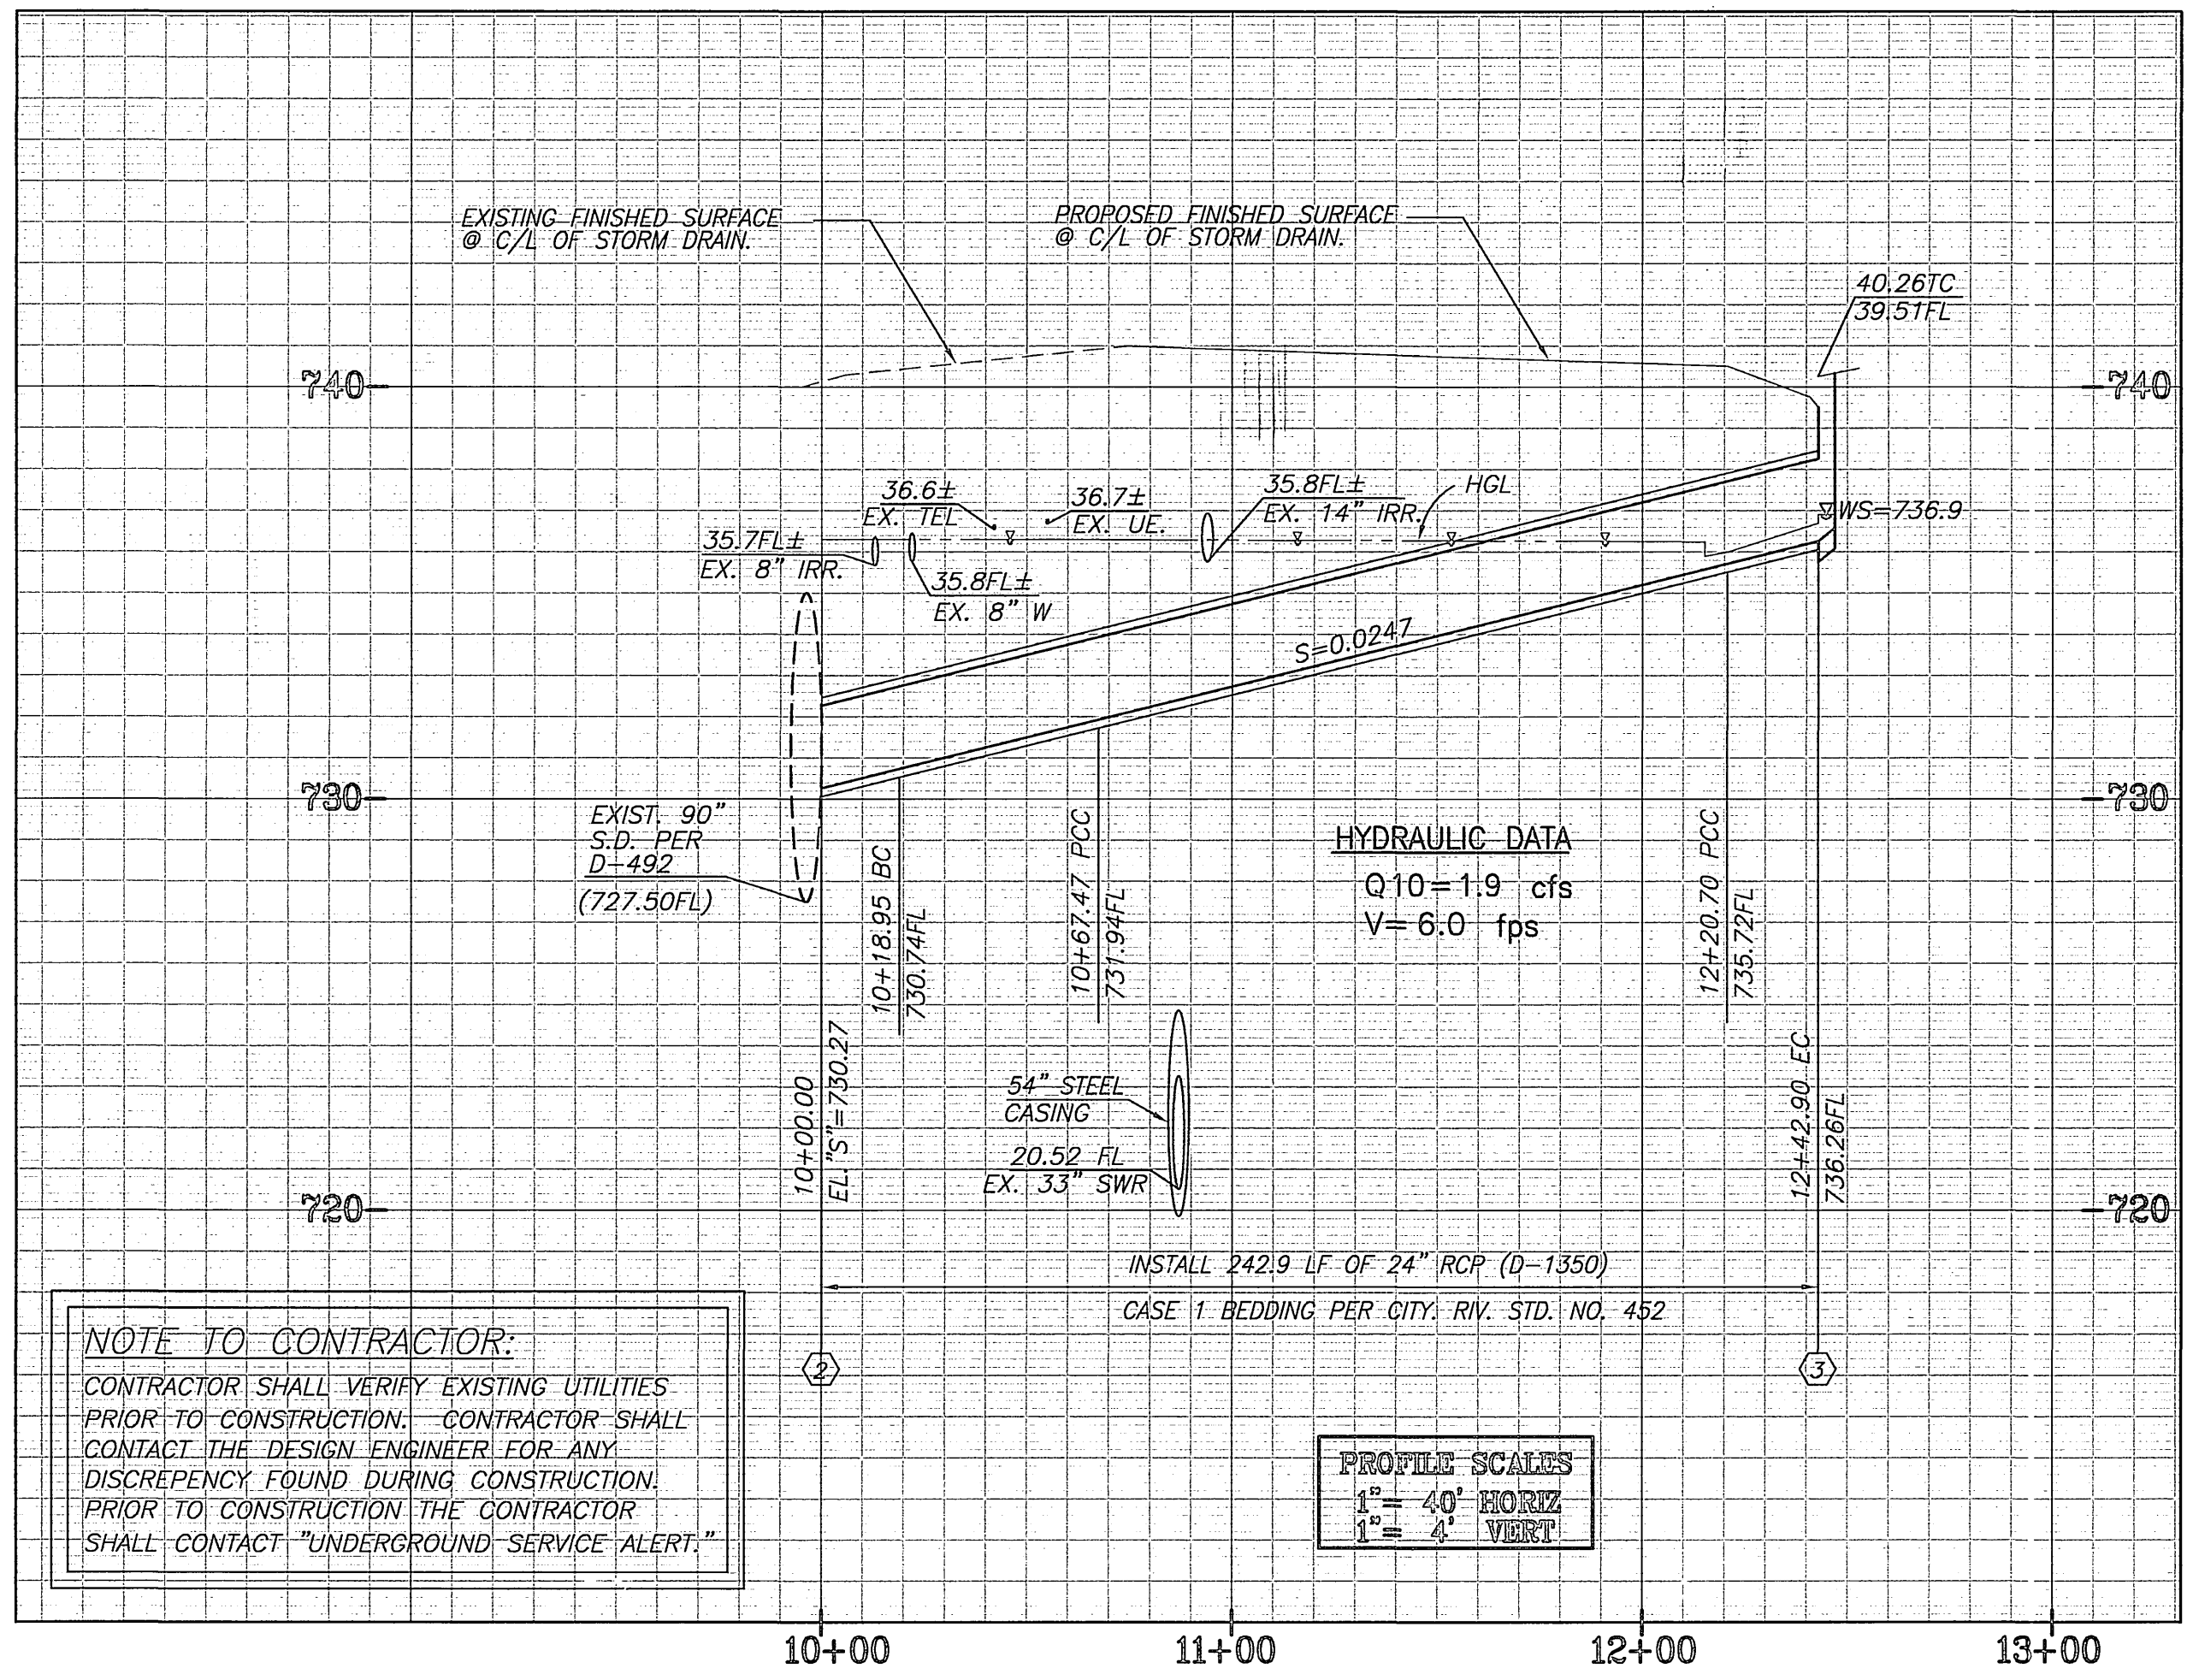 EXISTING FINISHED SURFACE
@ C/L OF STORM DRAIN.
PROPOSED FINISHED SURFACE
@ C/L OF STORM DRAIN.
40.26TC
39.51FL
740
740
36.6±
EX. TEL
36.7±
EX. UE.
35.8FL±
EX. 14" IRR.
HGL
WS=736.9
35.7FL±
EX. 8" IRR.
35.8FL±
EX. 8" W
S=0.0247
730
730
EXIST. 90"
S.D. PER
D-492
(727.50FL)
10+18.95 BC
730.74FL
10+67.47 PCC
731.94FL
HYDRAULIC DATA
Q10=1.9 cfs
V= 6.0 fps
12+20.70 PCC
735.72FL
10+00.00
EL."S"=730.27
54" STEEL
CASING
20.52 FL
EX. 33" SWR
12+42.90 EC
736.26FL
720
720
INSTALL 242.9 LF OF 24" RCP (D-1350)
CASE 1 BEDDING PER CITY. RIV. STD. NO. 452
2
3
NOTE TO CONTRACTOR:
CONTRACTOR SHALL VERIFY EXISTING UTILITIES
PRIOR TO CONSTRUCTION. CONTRACTOR SHALL
CONTACT THE DESIGN ENGINEER FOR ANY
DISCREPENCY FOUND DURING CONSTRUCTION.
PRIOR TO CONSTRUCTION THE CONTRACTOR
SHALL CONTACT "UNDERGROUND SERVICE ALERT."
PROFILE SCALES
1"= 40' HORIZ
1"= 4' VERT
10+00
11+00
12+00
13+00